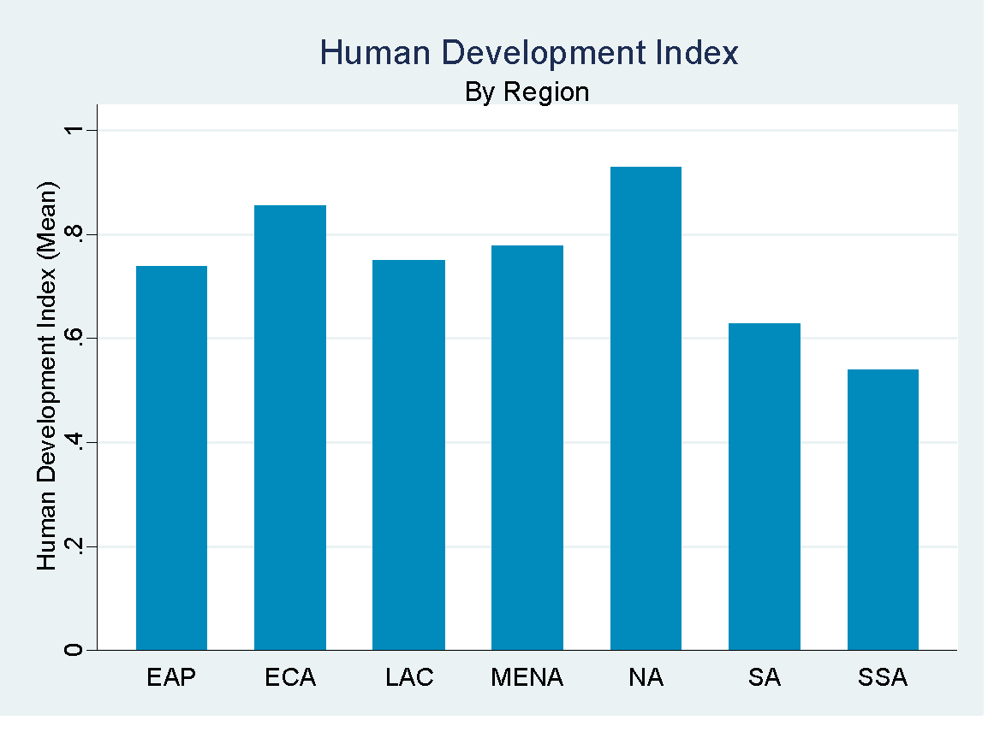 Human Development Index
By Region
Human Development Index (Mean)
1
.8
.6
.4
.2
0
EAP ECA LAC MENA NA SA SSA